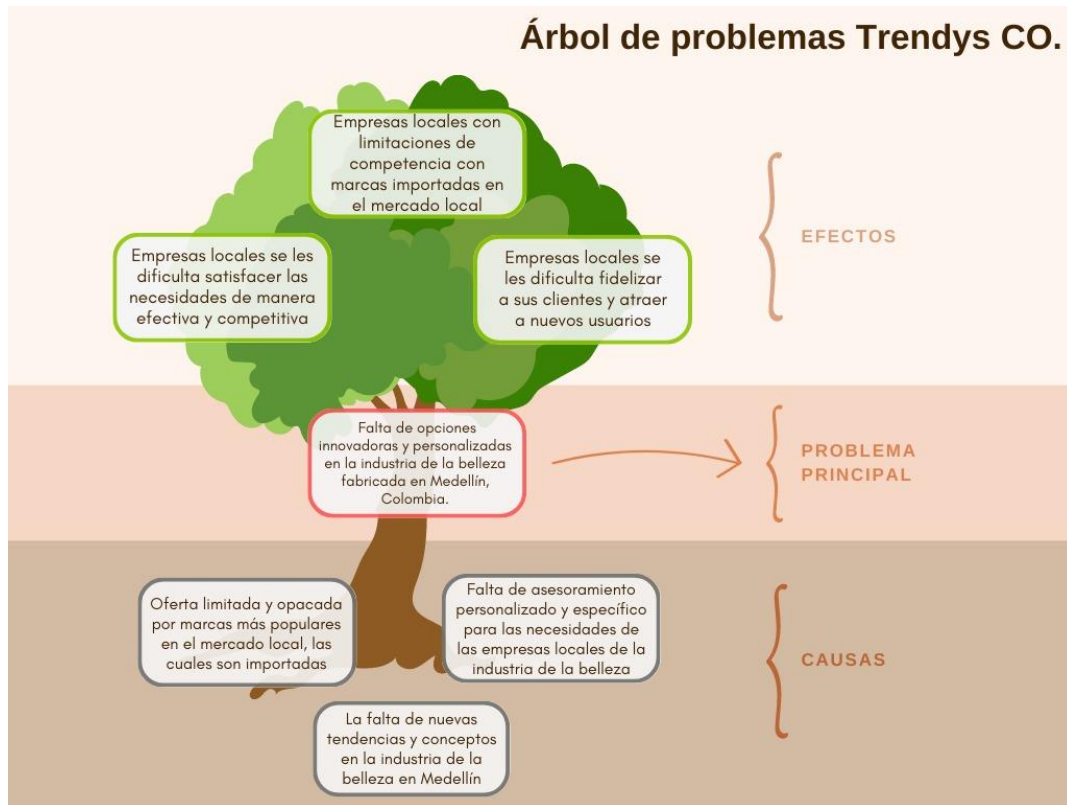 Árbol de problemas Trendys CO.
Empresas locales con
limitaciones de
competencia con
marcas importadas en
el mercado local
Empresas locales se les
dificulta satisfacer las
necesidades de manera
efectiva y competitiva
Empresas locales se
les dificulta fidelizar
a sus clientes y atraer
a nuevos usuarios
EFECTOS
Falta de opciones
innovadoras y personalizadas
en la industria de la belleza
fabricada en Medellín,
Colombia.
PROBLEMA
PRINCIPAL
Oferta limitada y opacada
por marcas más populares
en el mercado local, las
cuales son importadas
Falta de asesoramiento
personalizado y específico
para las necesidades de
las empresas locales de la
industria de la belleza
CAUSAS
La falta de nuevas
tendencias y conceptos
en la industria de la
belleza en Medellín